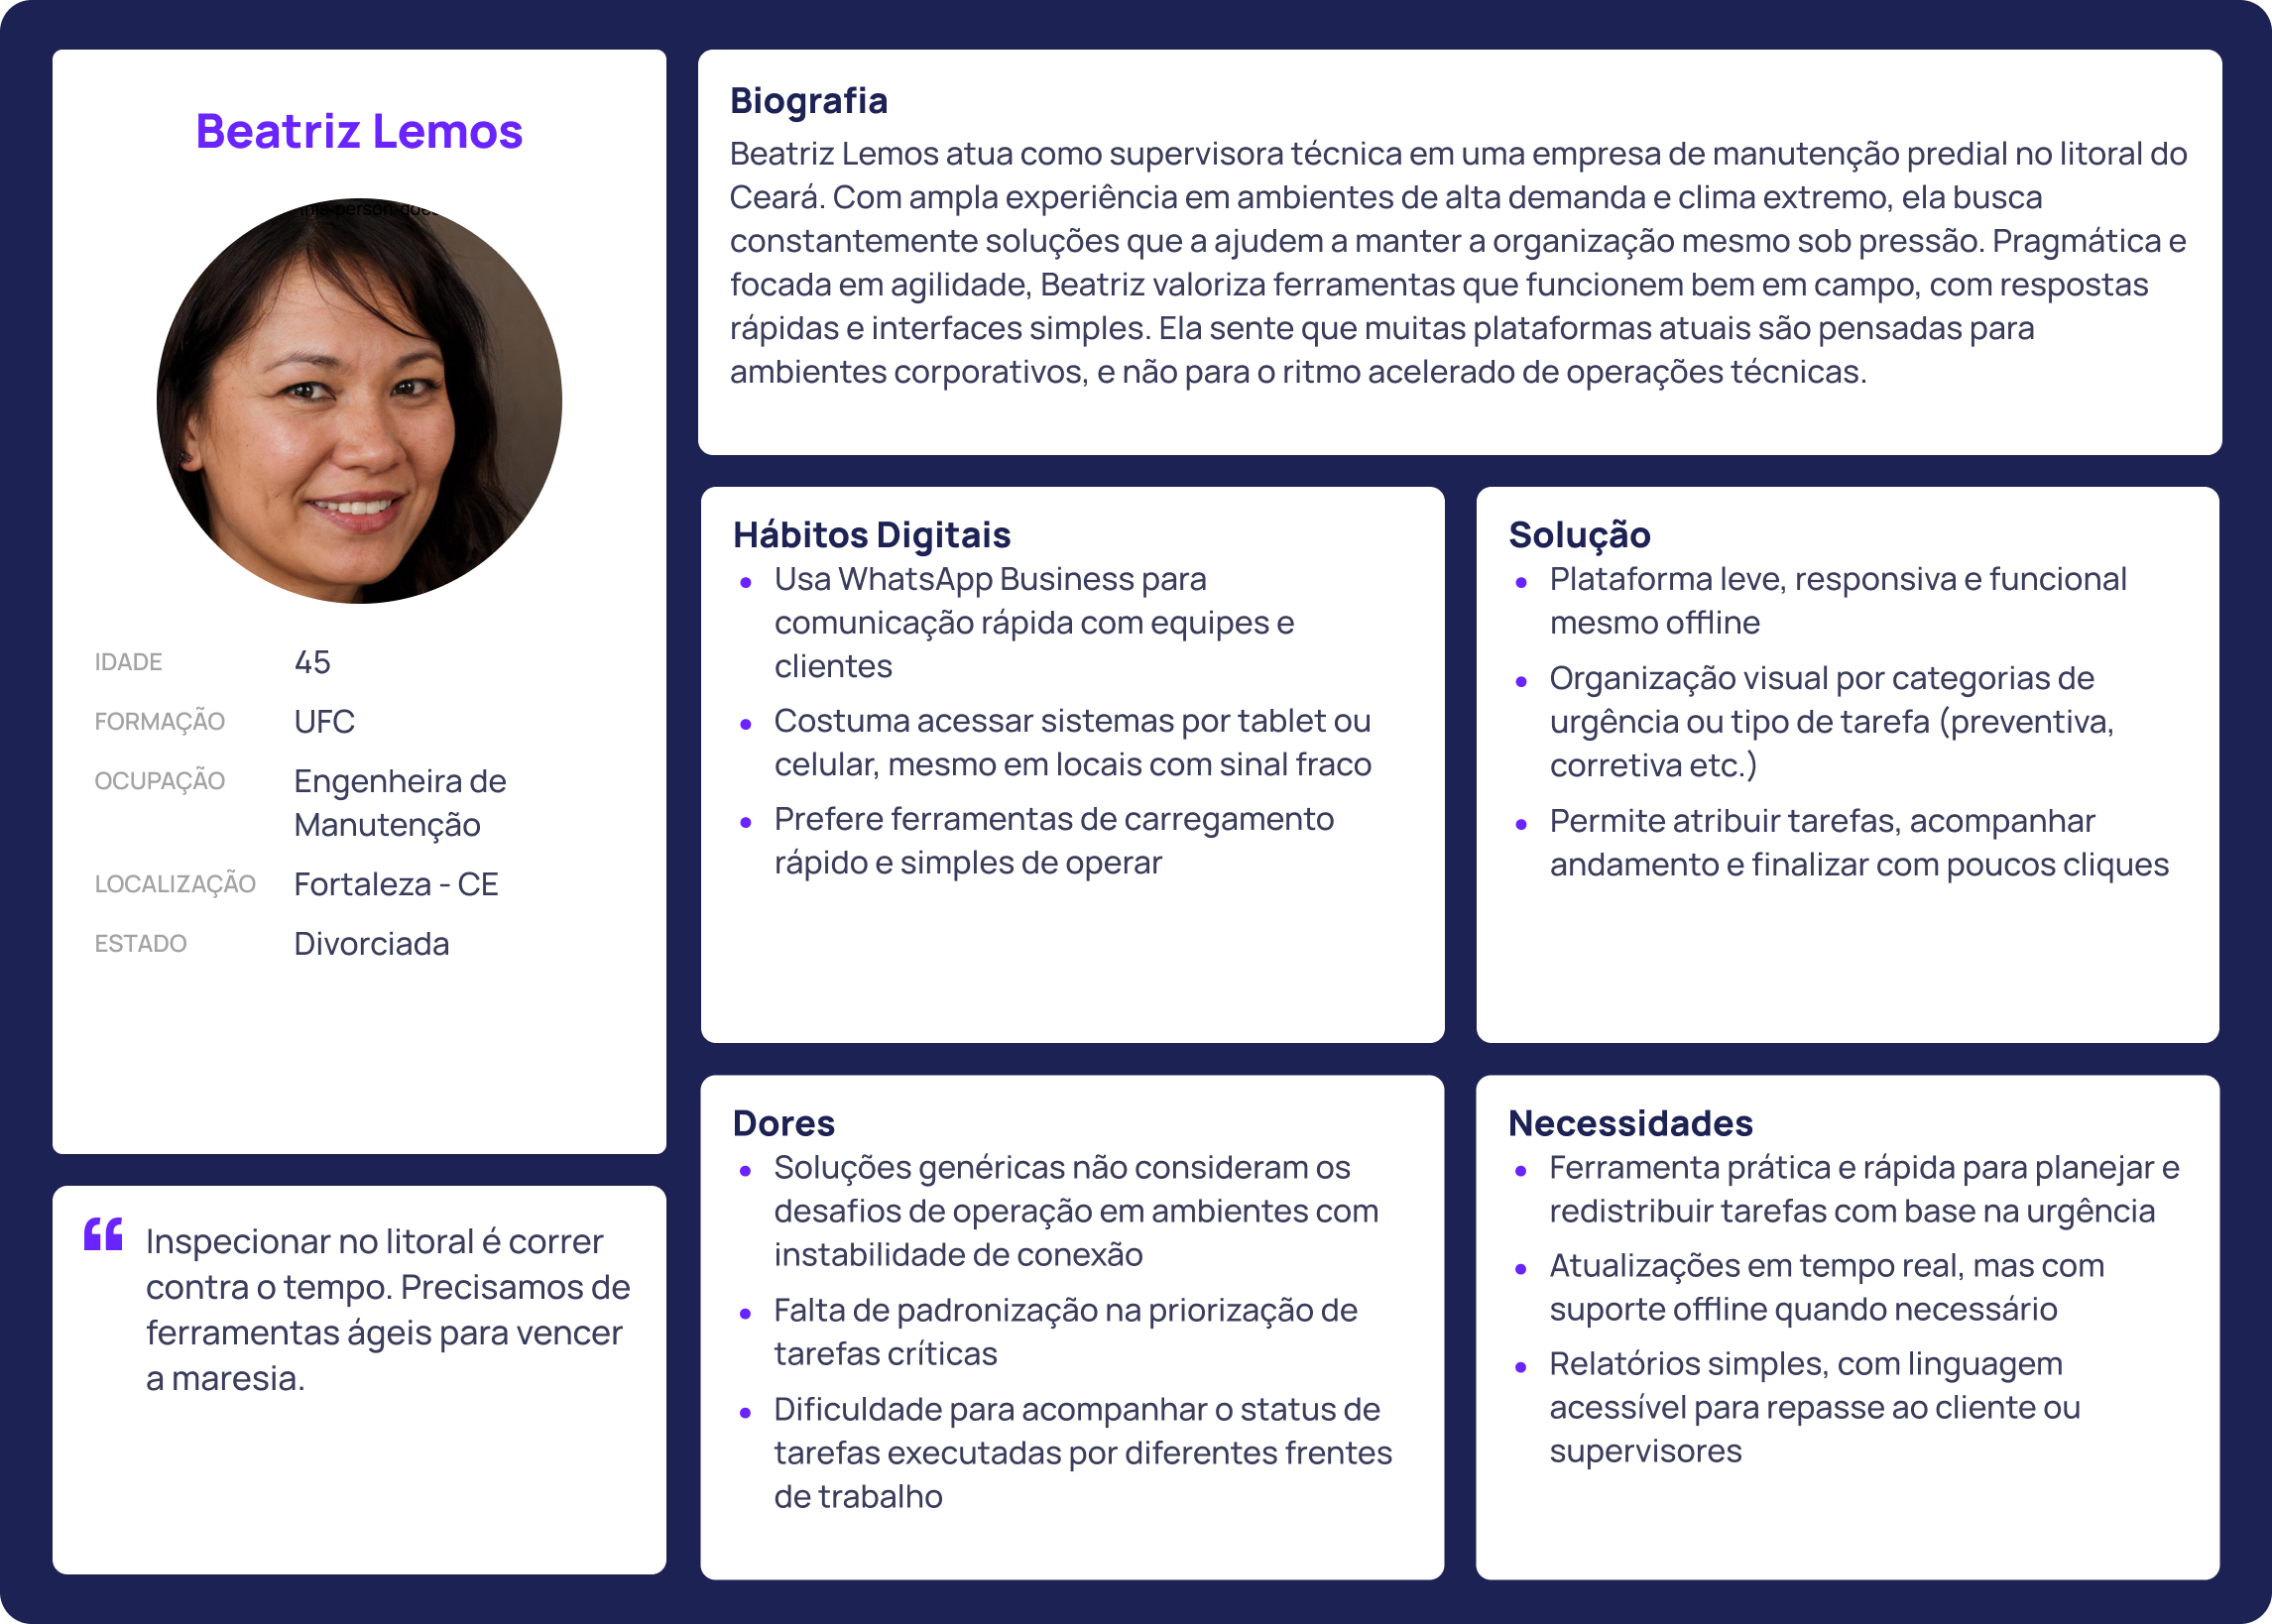 Beatriz Lemos
this-person-doe
IDADE 45
FORMAÇÃO UFC
OCUPAÇÃO Engenheira de
Manutenção
LOCALIZAÇÃO Fortaleza - CE
ESTADO Divorciada
“ Inspecionar no litoral é correr
contra o tempo. Precisamos de
ferramentas ágeis para vencer
a maresia.
Biografia
Beatriz Lemos atua como supervisora técnica em uma empresa de manutenção predial no litoral do
Ceará. Com ampla experiência em ambientes de alta demanda e clima extremo, ela busca
constantemente soluções que a ajudem a manter a organização mesmo sob pressão. Pragmática e
focada em agilidade, Beatriz valoriza ferramentas que funcionem bem em campo, com respostas
rápidas e interfaces simples. Ela sente que muitas plataformas atuais são pensadas para
ambientes corporativos, e não para o ritmo acelerado de operações técnicas.
Hábitos Digitais
• Usa WhatsApp Business para
comunicação rápida com equipes e
clientes
• Costuma acessar sistemas por tablet ou
celular, mesmo em locais com sinal fraco
• Prefere ferramentas de carregamento
rápido e simples de operar
Solução
• Plataforma leve, responsiva e funcional
mesmo offline
• Organização visual por categorias de
urgência ou tipo de tarefa (preventiva,
corretiva etc.)
• Permite atribuir tarefas, acompanhar
andamento e finalizar com poucos cliques
Dores
• Soluções genéricas não consideram os
desafios de operação em ambientes com
instabilidade de conexão
• Falta de padronização na priorização de
tarefas críticas
• Dificuldade para acompanhar o status de
tarefas executadas por diferentes frentes
de trabalho
Necessidades
• Ferramenta prática e rápida para planejar e
redistribuir tarefas com base na urgência
• Atualizações em tempo real, mas com
suporte offline quando necessário
• Relatórios simples, com linguagem
acessível para repasse ao cliente ou
supervisores